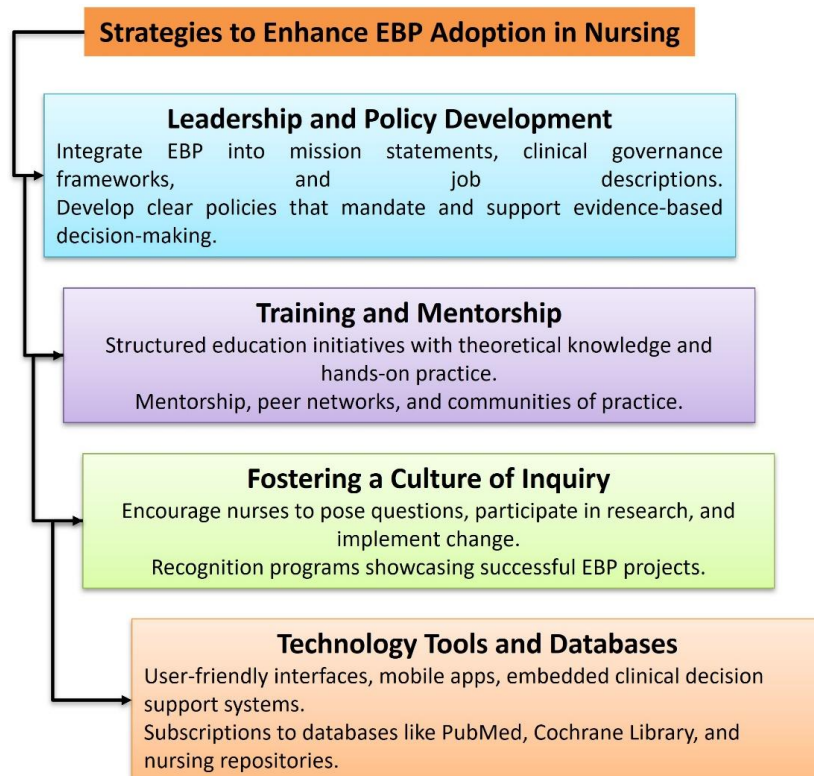 Strategies to Enhance EBP Adoption in Nursing
Leadership and Policy Development
Integrate EBP into mission statements, clinical governance
frameworks, and job descriptions.
Develop clear policies that mandate and support evidence-based
decision-making.
Training and Mentorship
Structured education initiatives with theoretical knowledge and
hands-on practice.
Mentorship, peer networks, and communities of practice.
Fostering a Culture of Inquiry
Encourage nurses to pose questions, participate in research, and
implement change.
Recognition programs showcasing successful EBP projects.
Technology Tools and Databases
User-friendly interfaces, mobile apps, embedded clinical decision
support systems.
Subscriptions to databases like PubMed, Cochrane Library, and
nursing repositories.